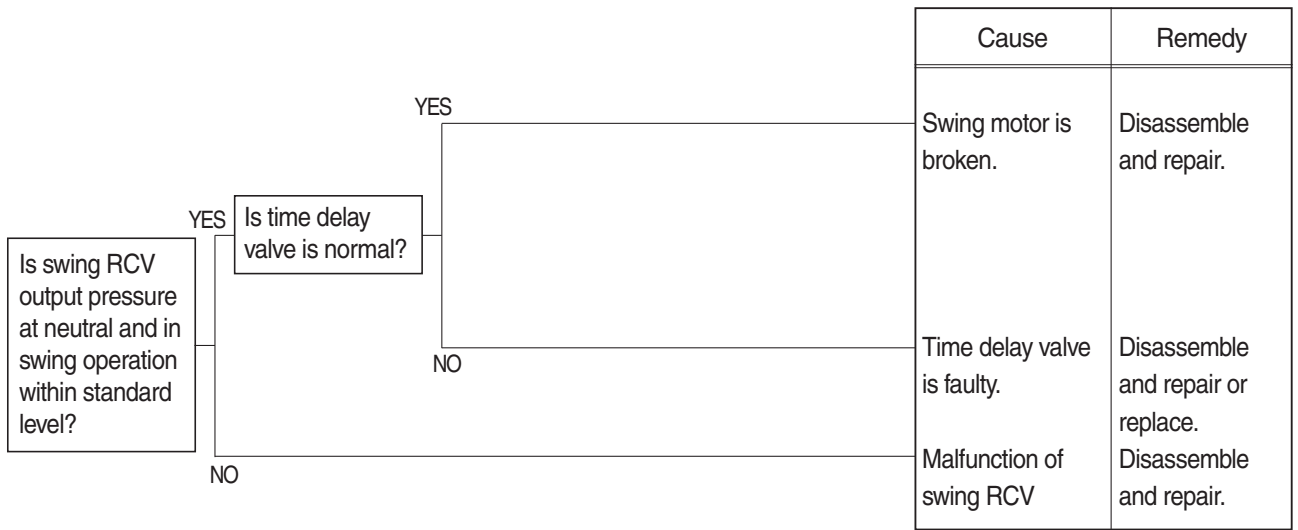 Cause
Remedy
YES
Swing motor is
broken.
Disassemble
and repair.
YES
Is time delay
valve is normal?
Is swing RCV
output pressure
at neutral and in
swing operation
within standard
level?
NO
Time delay valve
is faulty.
Disassemble
and repair or
replace.
NO
Malfunction of
swing RCV
Disassemble
and repair.